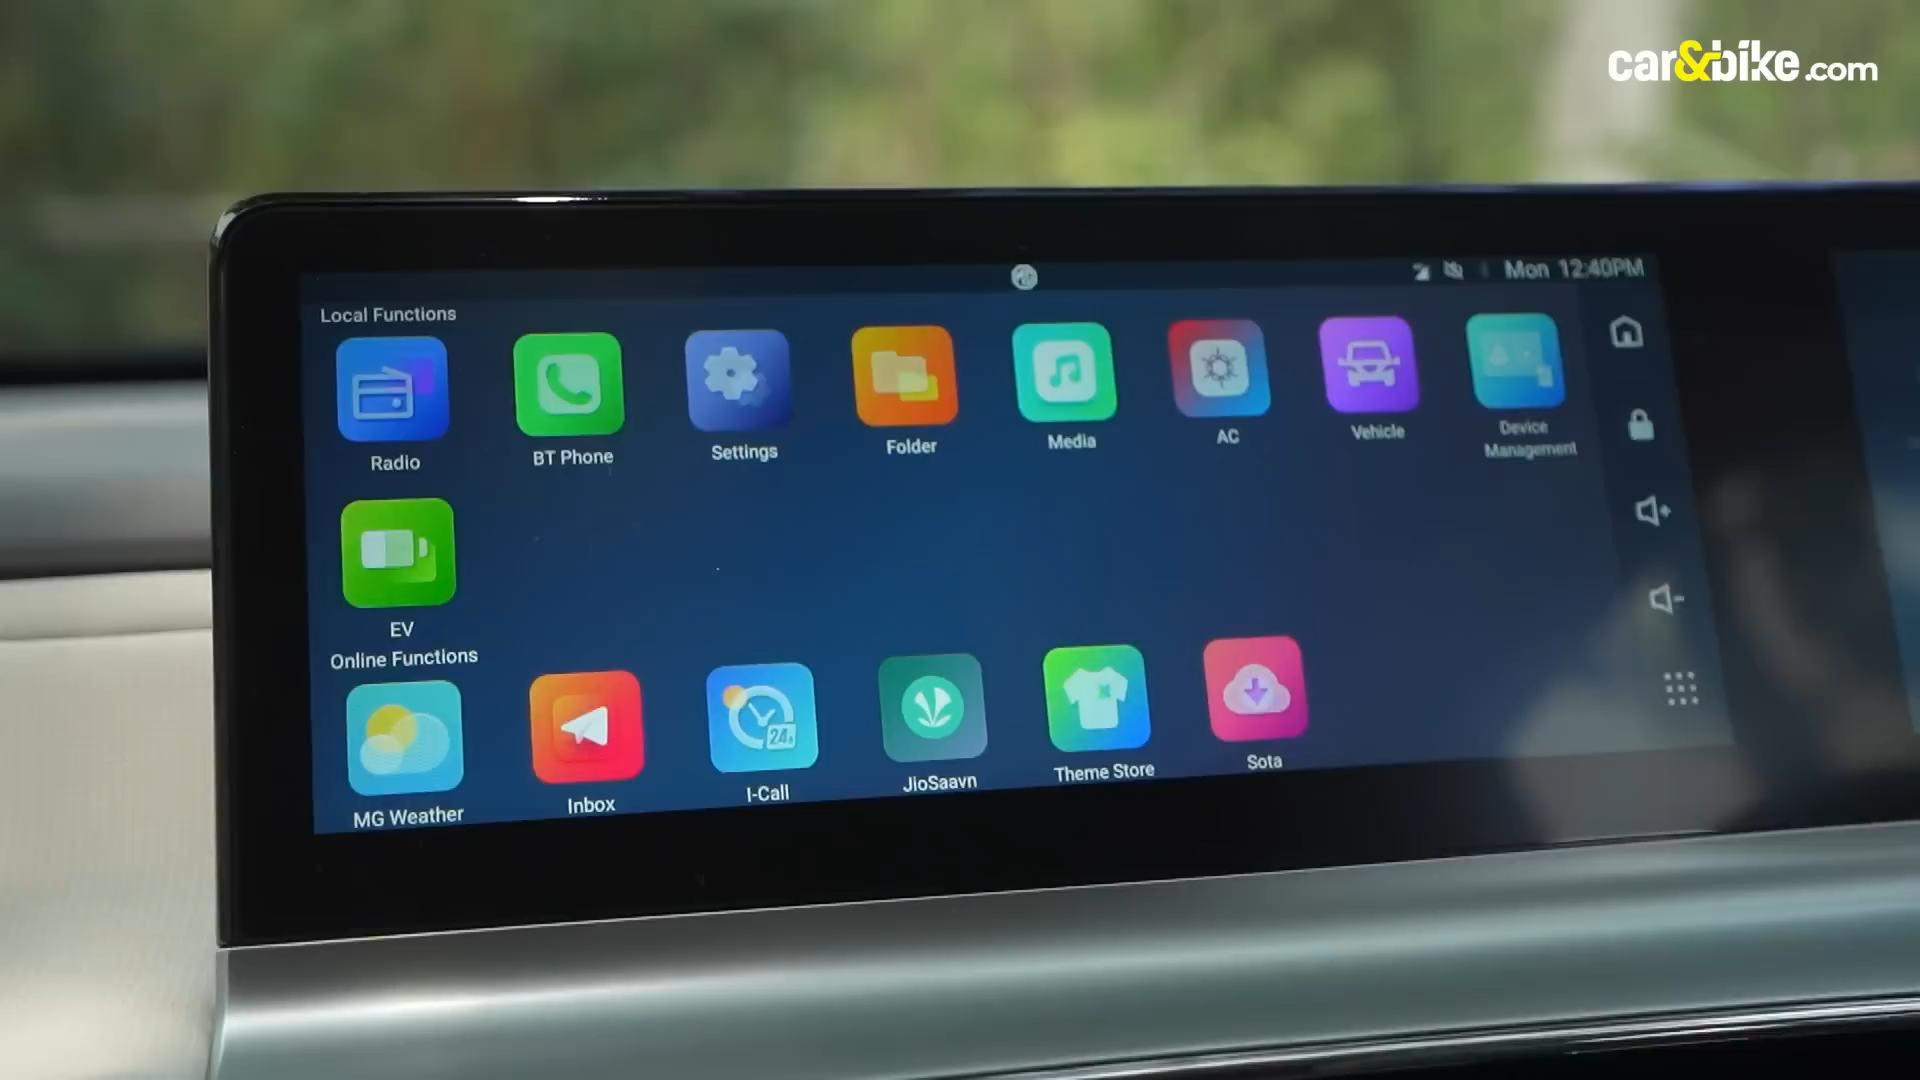 car&bike.com
Mon 12:40PM
Local Functions
Radio
BT Phone
Settings
Folder
Media
AC
Vehicle
Device
Management
EV
Online Functions
24h
MG Weather
Inbox
I-Call
JioSaavn
Theme Store
Sota